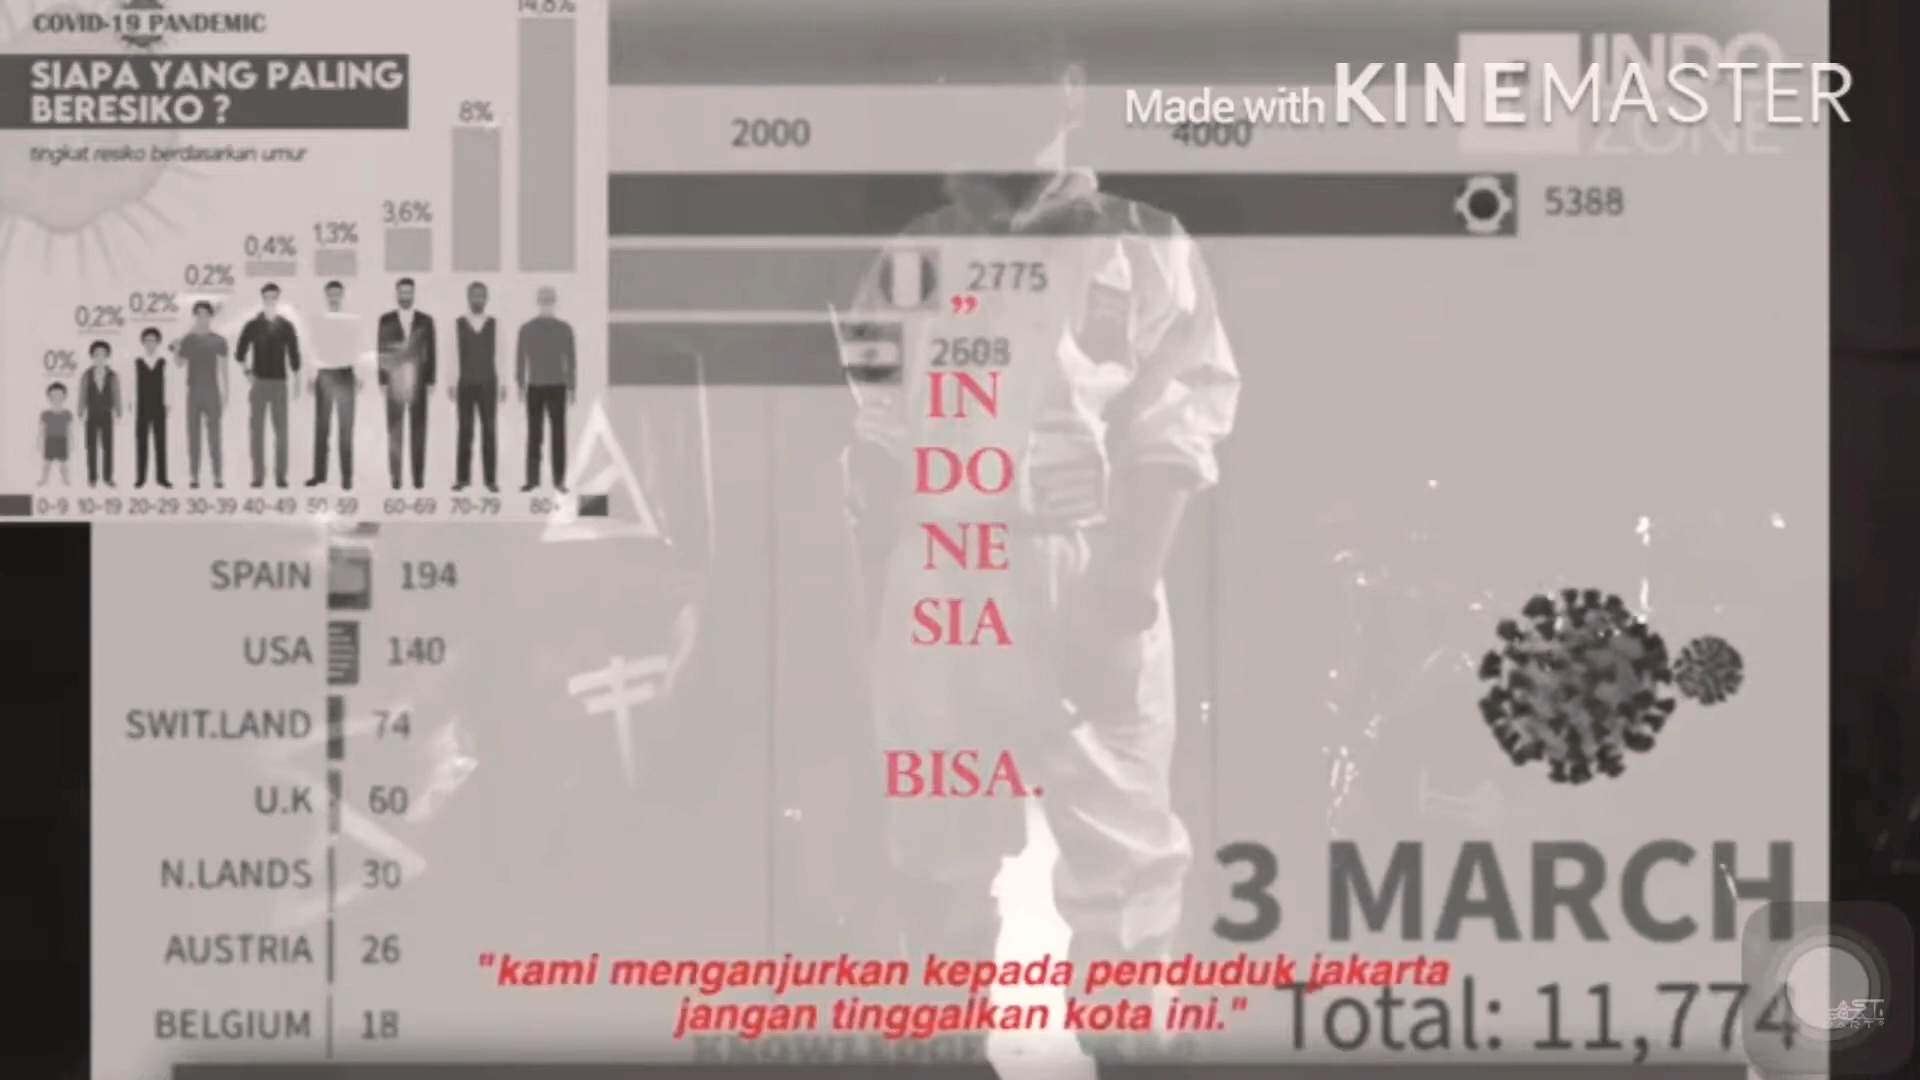 COVID-19 PANDEMIC
SIAPA YANG PALING
BERESIKO ?
tingkat resiko berdasarkan umur
0%
0,2%
0,2%
0,2%
0,4%
1,3%
3,6%
8%
14,8%
0-9 10-19 20-29 30-39 40-49 50-59 60-69 70-79 80+
Made with KINEMASTER
INDO
ZONE
2000
4000
5388
2775
2608
"
IN
DO
NE
SIA
BISA.
SPAIN 194
USA 140
SWIT.LAND 74
U.K 60
N.LANDS 30
AUSTRIA 26
BELGIUM 18
3 MARCH
Total: 11,774
"kami menganjurkan kepada penduduk jakarta
jangan tinggalkan kota ini."